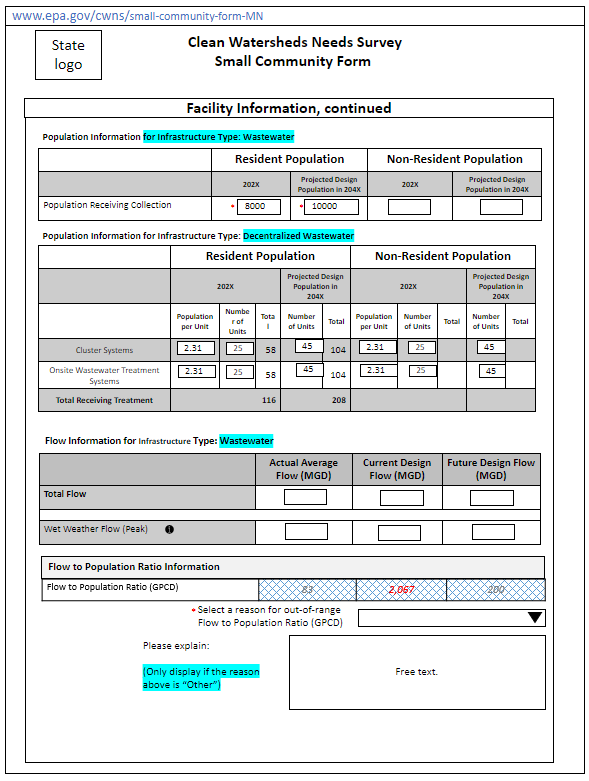 www.epa.gov/cwns/small-community-form-MN
State
logo
Clean Watersheds Needs Survey
Small Community Form
Facility Information, continued
Population Information for Infrastructure Type: Wastewater
Resident Population Non-Resident Population
202X Projected Design Population in 204X 202X Projected Design Population in 204X
Population Receiving Collection * 8000 * 10000
Population Information for Infrastructure Type: Decentralized Wastewater
Resident Population Non-Resident Population
202X Projected Design Population in 204X 202X Projected Design Population in 204X
Population per Unit Numbe r of Units Tota l Number of Units Total Population per Unit Number of Units Total Number of Units Total
Cluster Systems 2.31 25 58 45 104 2.31 25 45
Onsite Wastewater Treatment Systems 2.31 25 58 45 104 2.31 25 45
Total Receiving Treatment 116 208
Flow Information for Infrastructure Type: Wastewater
Actual Average Flow (MGD) Current Design Flow (MGD) Future Design Flow (MGD)
Total Flow
Wet Weather Flow (Peak)
Flow to Population Ratio Information
Flow to Population Ratio (GPCD) 83 2,067 200
* Select a reason for out-of-range
Flow to Population Ratio (GPCD)
Please explain:
(Only display if the reason
above is "Other")
Free text.